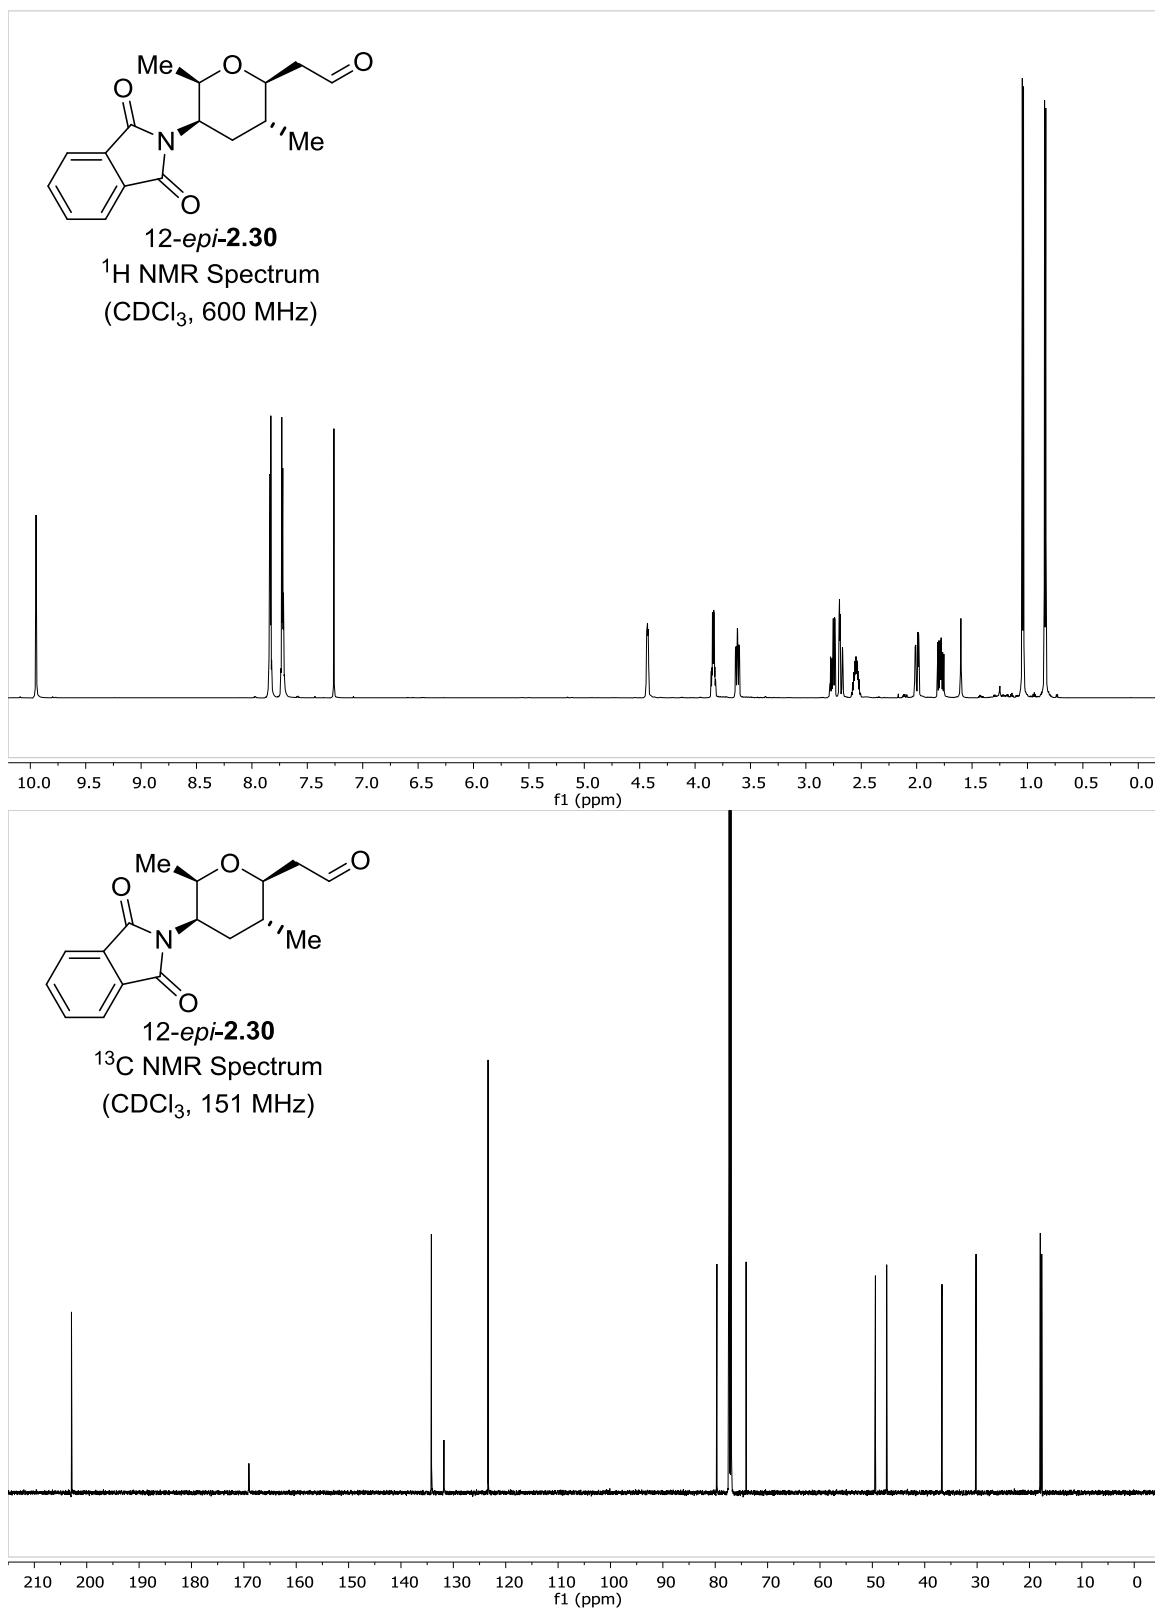 Me O O
O
N Me
O
12-epi-2.30
¹H NMR Spectrum
(CDCl₃, 600 MHz)
10.0 9.5 9.0 8.5 8.0 7.5 7.0 6.5 6.0 5.5 5.0 4.5 4.0 3.5 3.0 2.5 2.0 1.5 1.0 0.5 0.0
f1 (ppm)
Me O O
O
N Me
O
12-epi-2.30
¹³C NMR Spectrum
(CDCl₃, 151 MHz)
210 200 190 180 170 160 150 140 130 120 110 100 90 80 70 60 50 40 30 20 10 0
f1 (ppm)